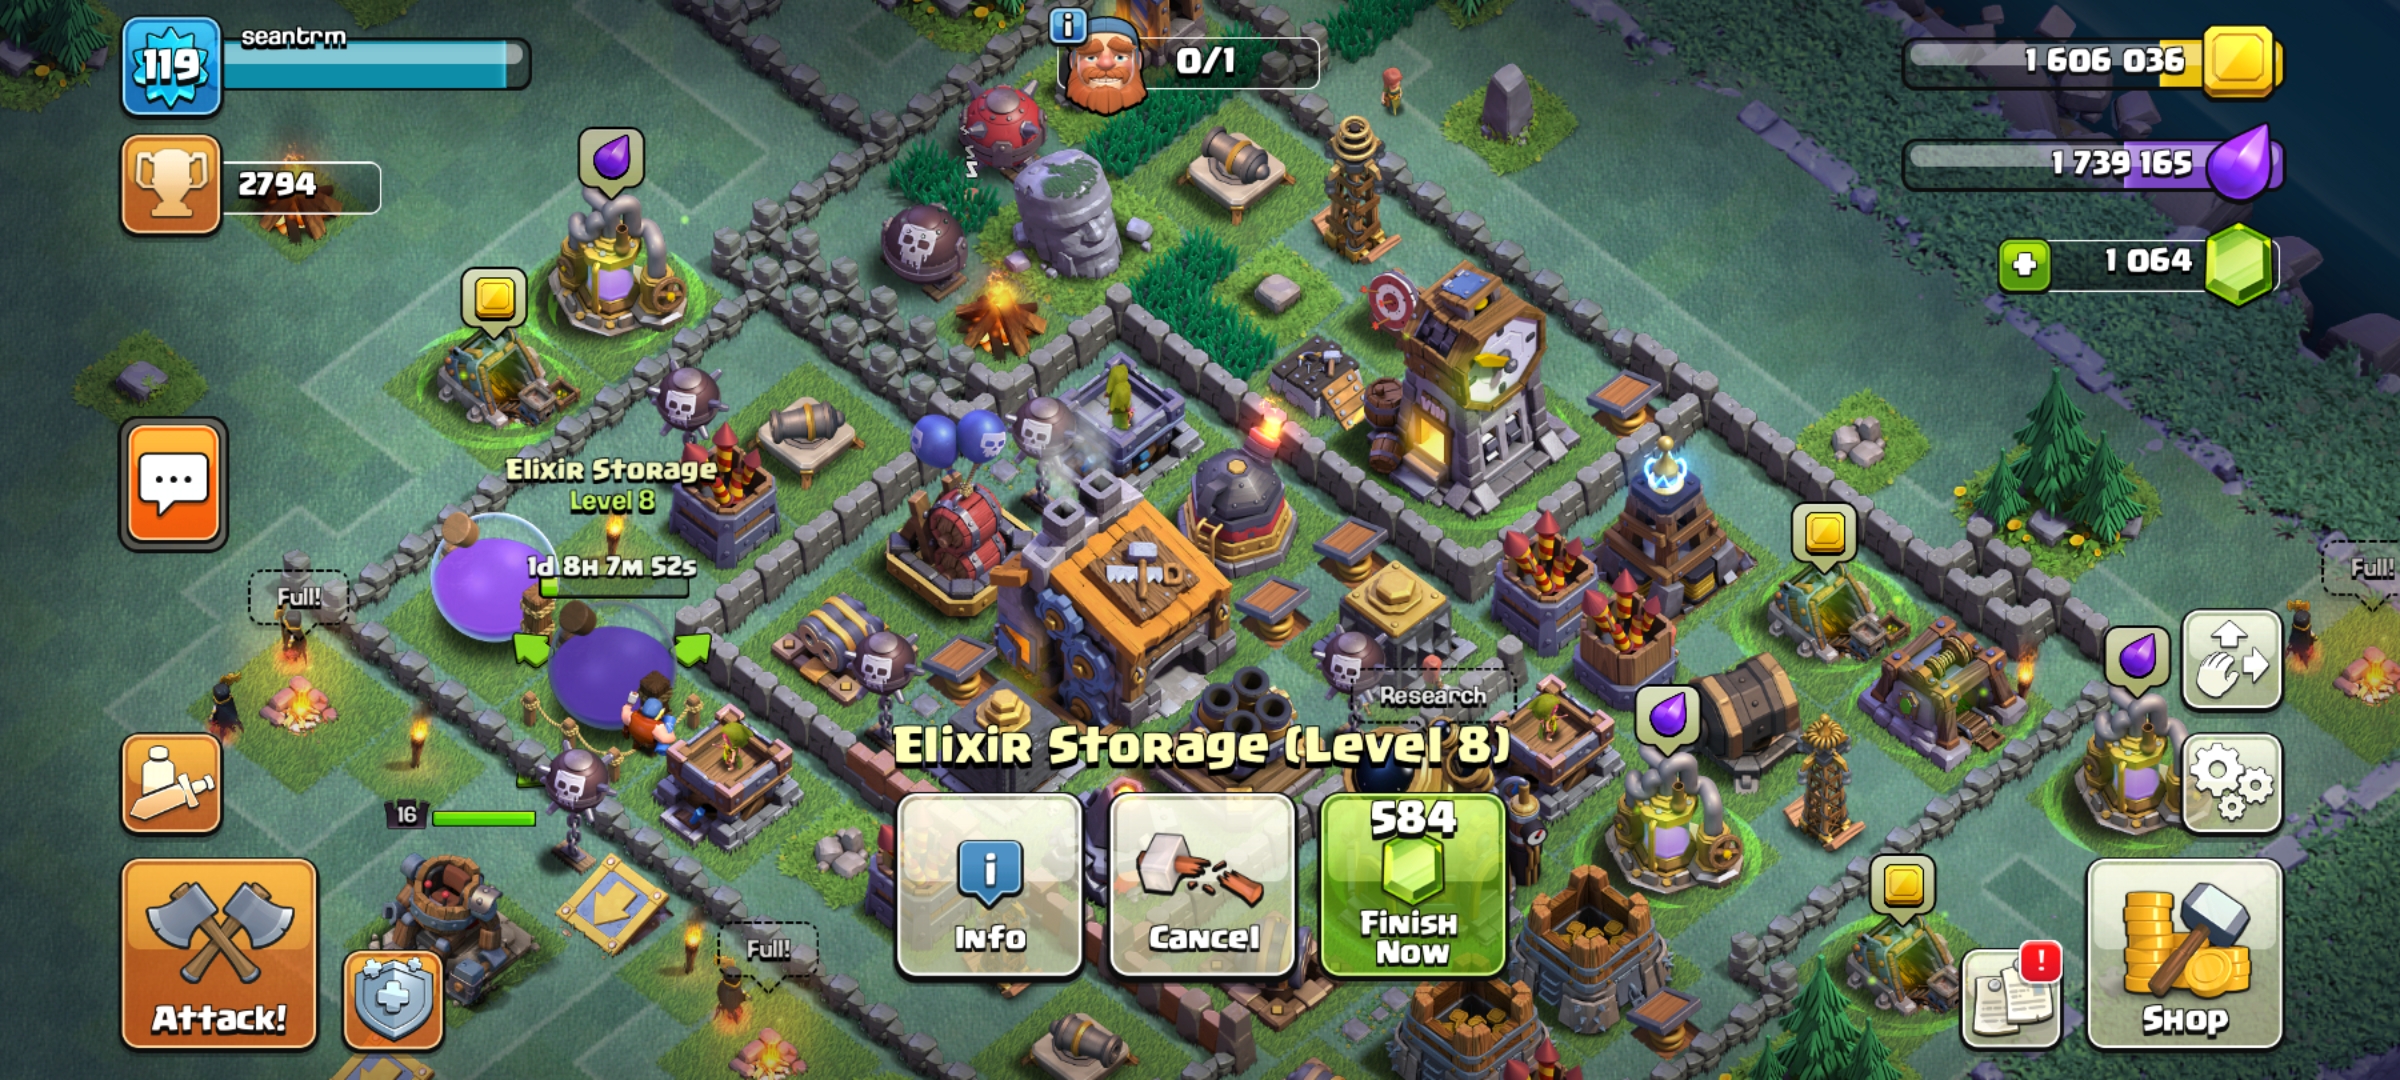 119
seantrm
0/1
1 606 036
2794
1 739 165
1 064
Elixir Storage
Level 8
1d 8H 7M 52s
Full!
Full!
Research
Elixir Storage (Level 8)
16
584
Info
Cancel
Finish
Now
Full!
Attack!
!
Shop